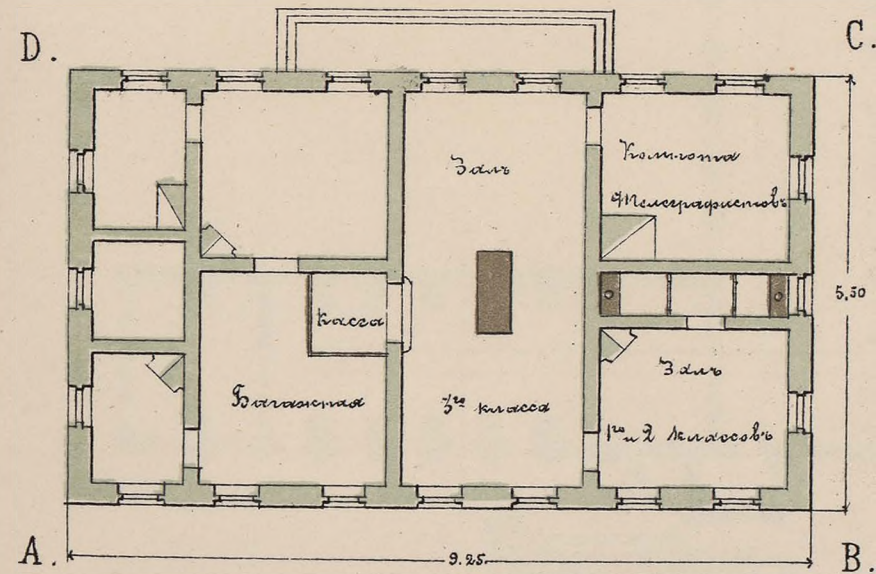 D.
C.
Залъ
Комната
Телеграфистовъ
5,50
Касса
Багажная
3го класса
Залъ
1го и 2 классовъ
A.
9.25.
B.